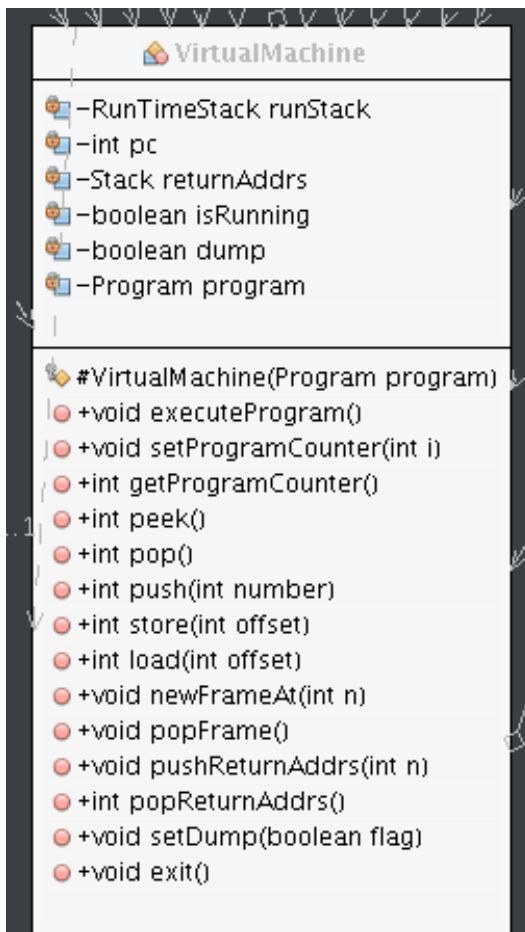 VirtualMachine
-RunTimeStack runStack
-int pc
-Stack returnAddrs
-boolean isRunning
-boolean dump
-Program program
#VirtualMachine(Program program)
+void executeProgram()
+void setProgramCounter(int i)
+int getProgramCounter()
+int peek()
..1
+int pop()
+int push(int number)
+int store(int offset)
+int load(int offset)
+void newFrameAt(int n)
+void popFrame()
+void pushReturnAddrs(int n)
+int popReturnAddrs()
+void setDump(boolean flag)
+void exit()